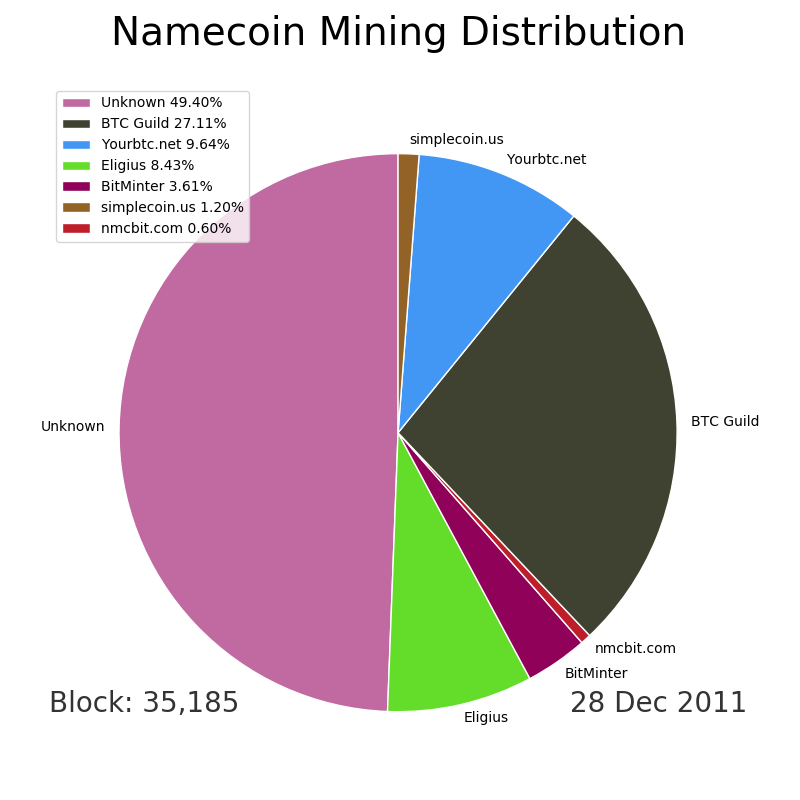 Namecoin Mining Distribution
Unknown 49.40%
BTC Guild 27.11%
Yourbtc.net 9.64%
Eligius 8.43%
BitMinter 3.61%
simplecoin.us 1.20%
nmcbit.com 0.60%
simplecoin.us
Yourbtc.net
BTC Guild
Unknown
nmcbit.com
BitMinter
Eligius
Block: 35,185
28 Dec 2011